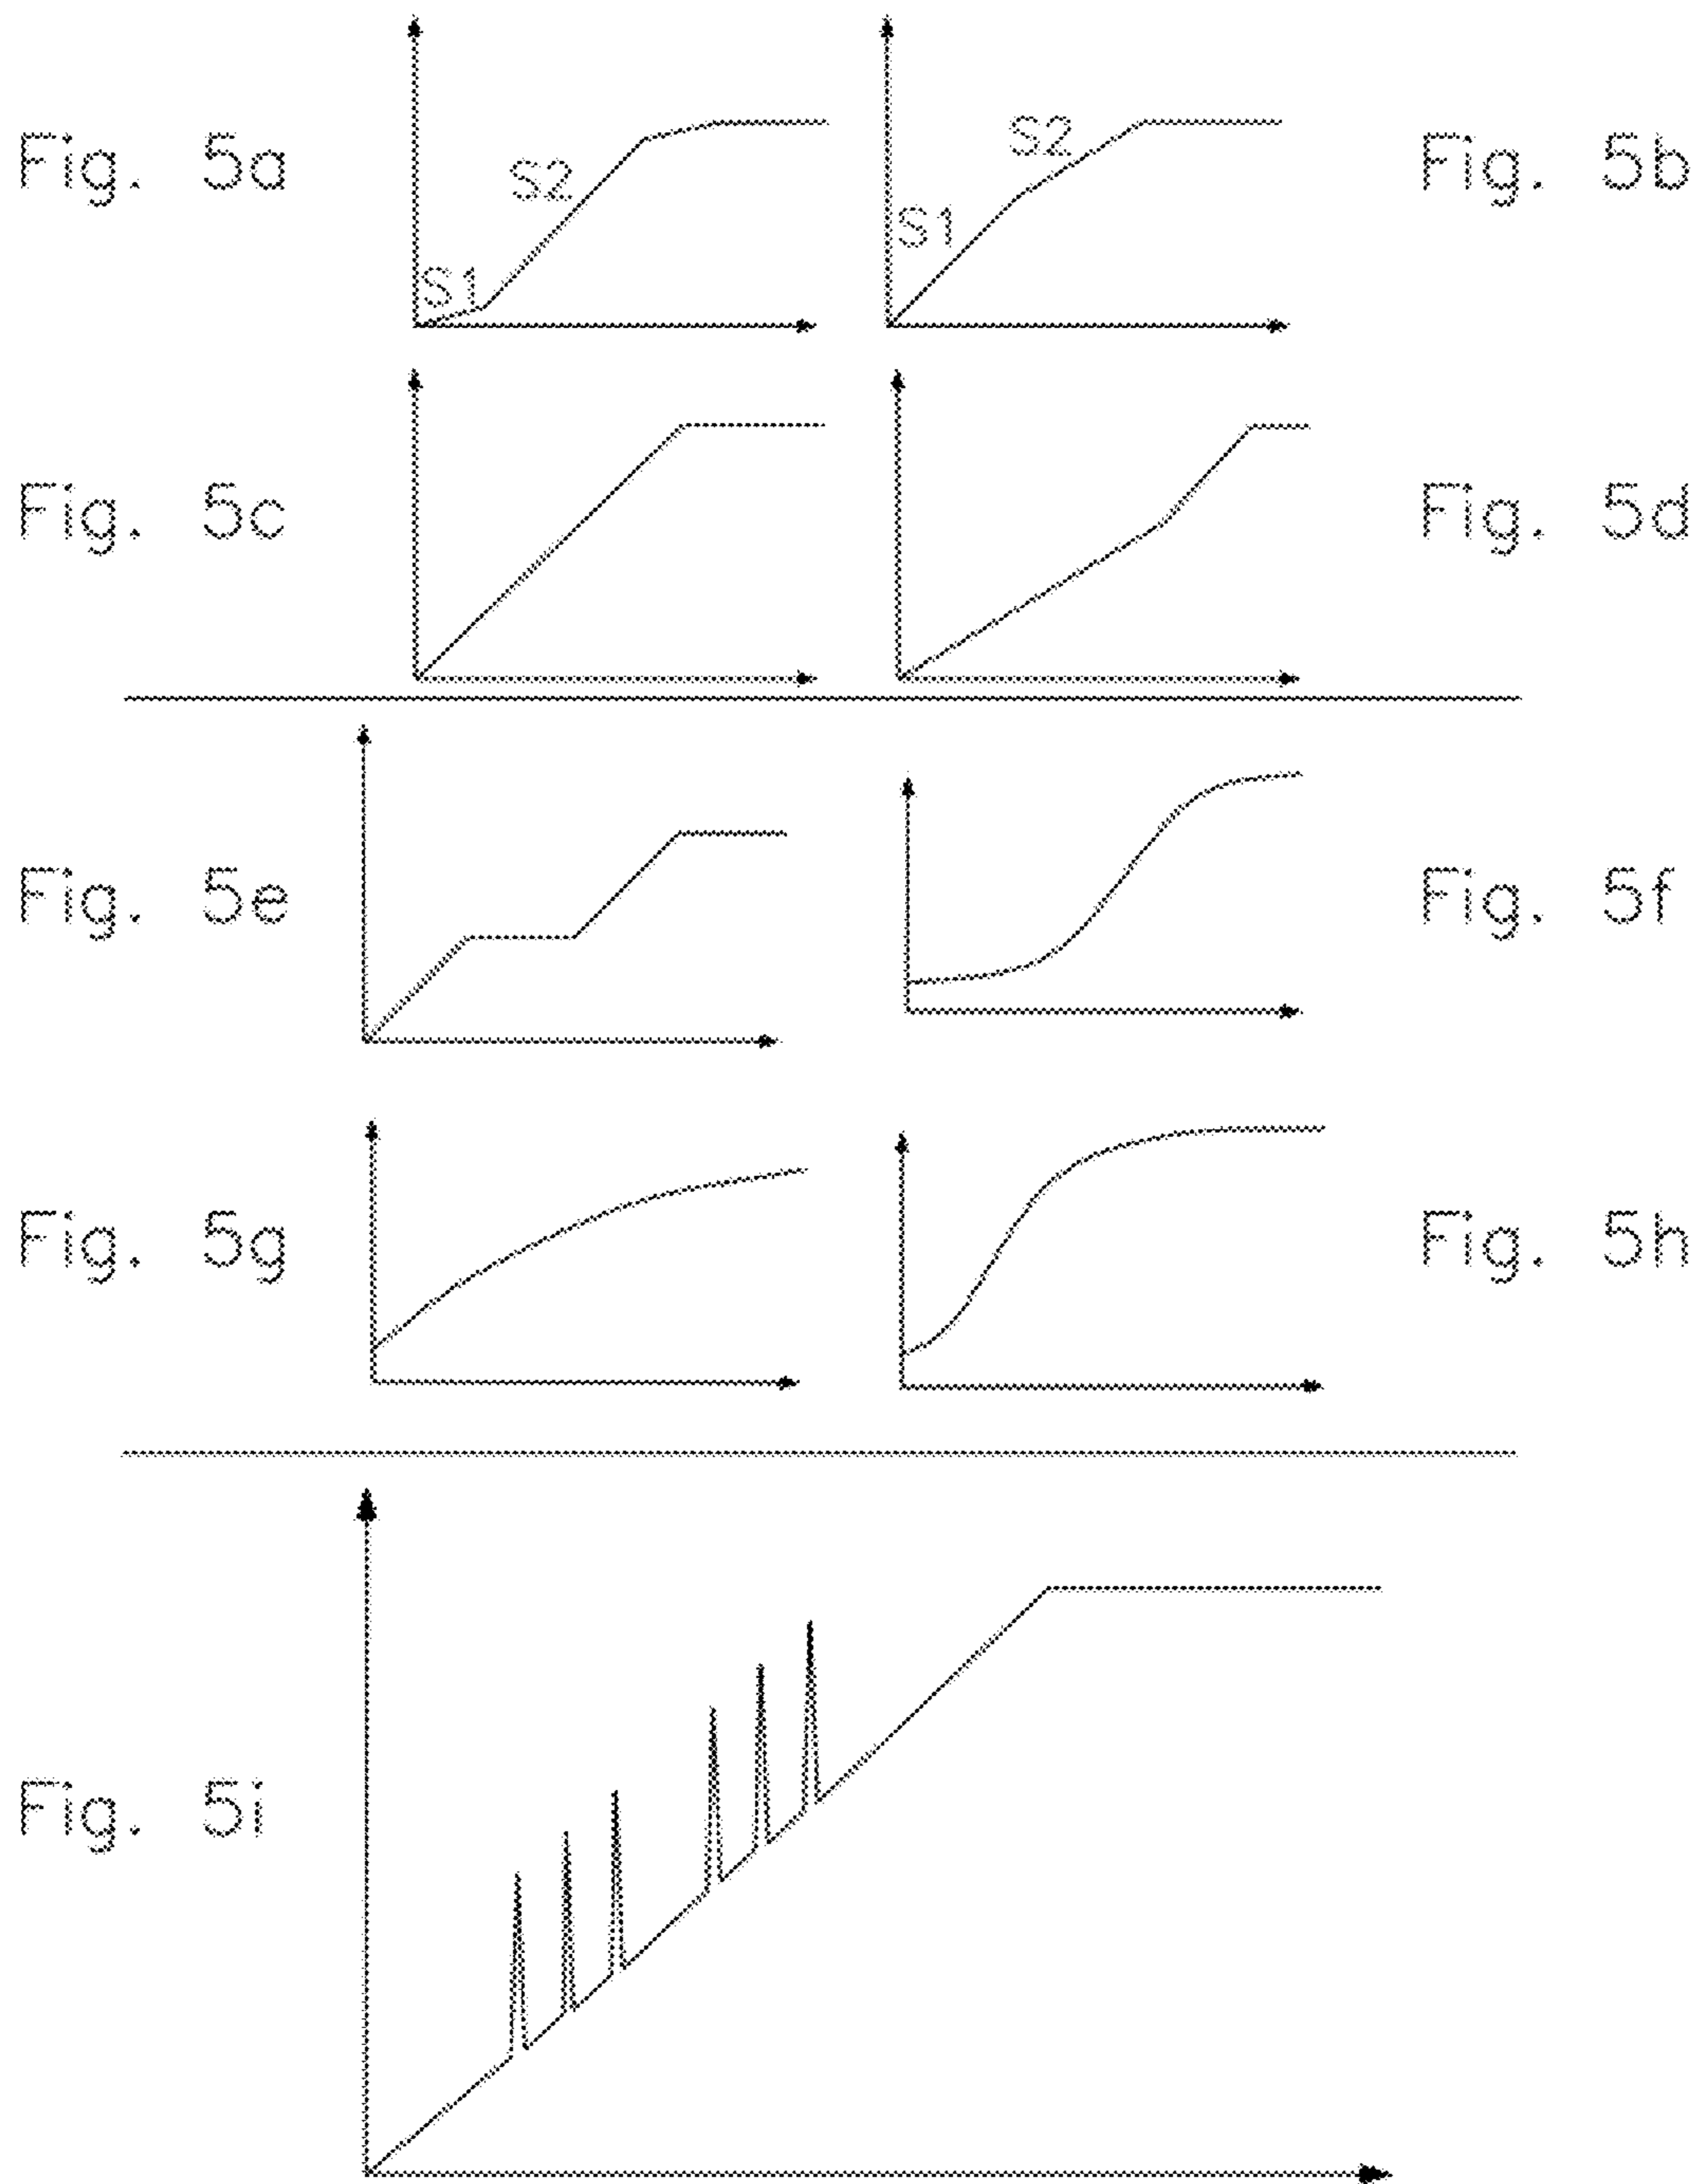 Fig. 5a
S1
S2
S1
S2
Fig. 5b
Fig. 5c
Fig. 5d
Fig. 5e
Fig. 5f
Fig. 5g
Fig. 5h
Fig. 5i